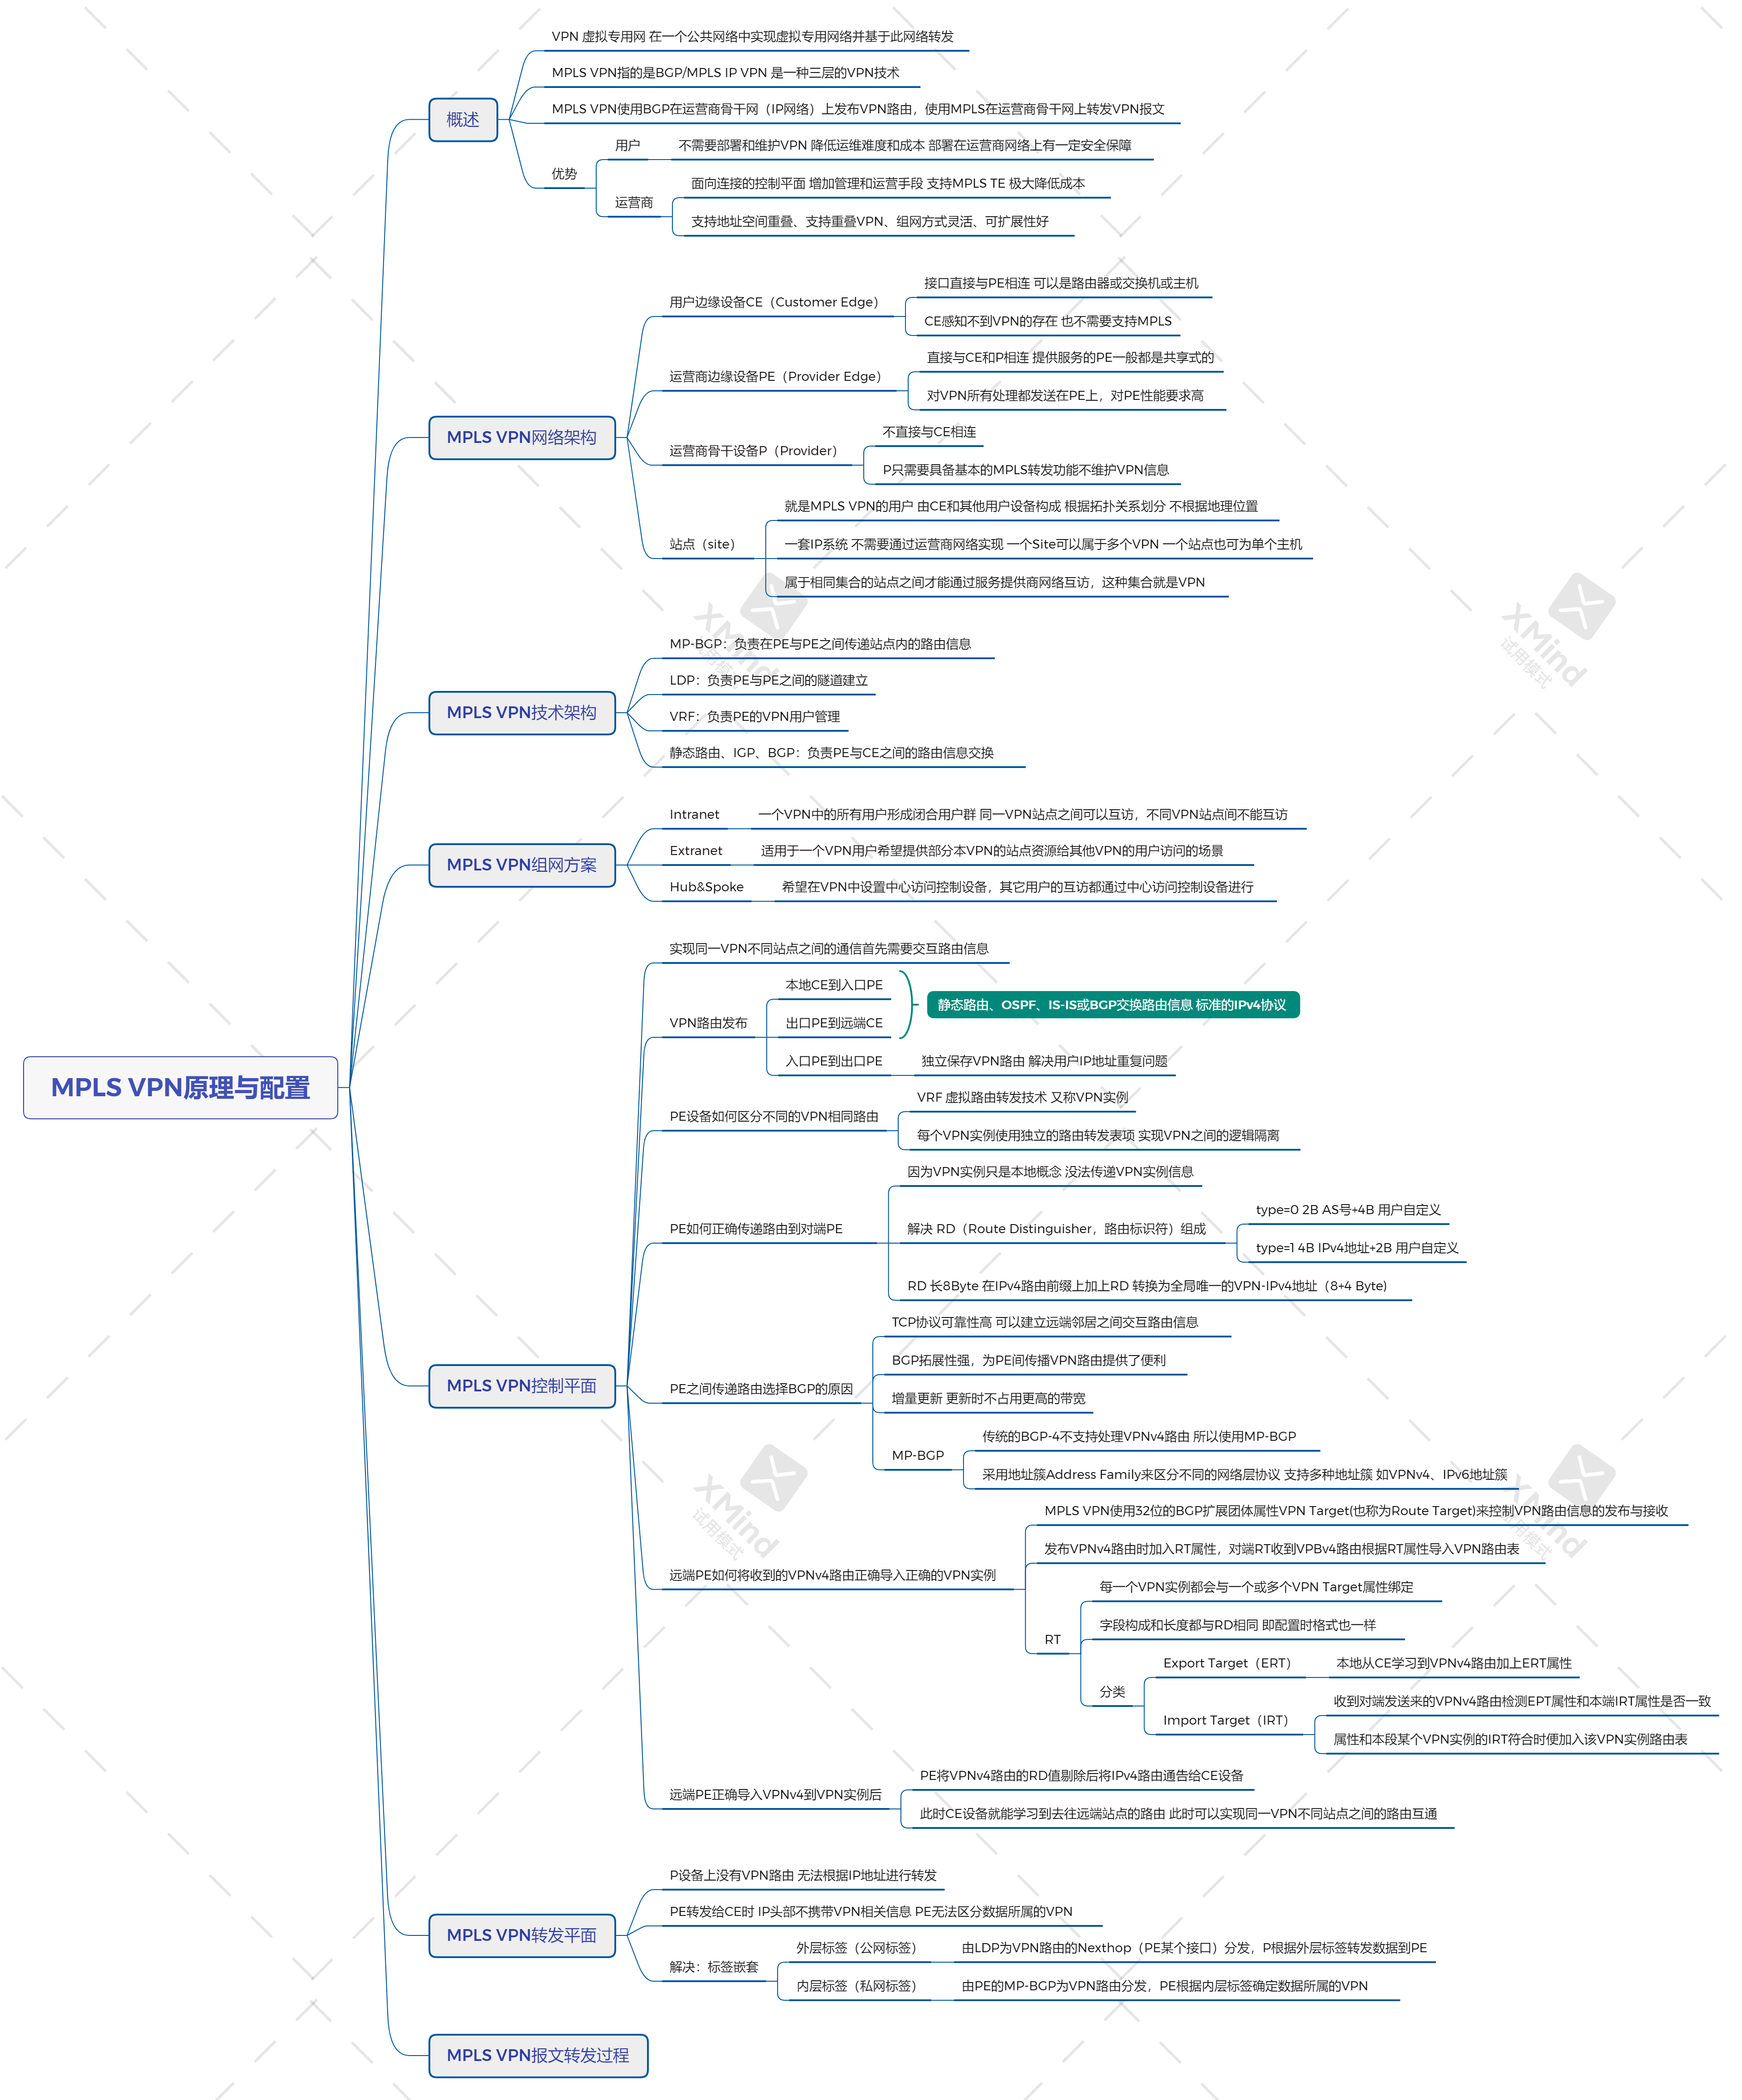 MPLS VPN原理与配置
概述
VPN 虚拟专用网 在一个公共网络中实现虚拟专用网络并基于此网络转发
MPLS VPN指的是BGP/MPLS IP VPN 是一种三层的VPN技术
MPLS VPN使用BGP在运营商骨干网（IP网络）上发布VPN路由，使用MPLS在运营商骨干网上转发VPN报文
优势
用户
不需要部署和维护VPN 降低运维难度和成本 部署在运营商网络上有一定安全保障
运营商
面向连接的控制平面 增加管理和运营手段 支持MPLS TE 极大降低成本
支持地址空间重叠、支持重叠VPN、组网方式灵活、可扩展性好
MPLS VPN网络架构
用户边缘设备CE（Customer Edge）
接口直接与PE相连 可以是路由器或交换机或主机
CE感知不到VPN的存在 也不需要支持MPLS
运营商边缘设备PE（Provider Edge）
直接与CE和P相连 提供服务的PE一般都是共享式的
对VPN所有处理都发送在PE上，对PE性能要求高
运营商骨干设备P（Provider）
不直接与CE相连
P只需要具备基本的MPLS转发功能不维护VPN信息
站点（site）
就是MPLS VPN的用户 由CE和其他用户设备构成 根据拓扑关系划分 不根据地理位置
一套IP系统 不需要通过运营商网络实现 一个Site可以属于多个VPN 一个站点也可为单个主机
属于相同集合的站点之间才能通过服务提供商网络互访，这种集合就是VPN
MPLS VPN技术架构
MP-BGP：负责在PE与PE之间传递站点内的路由信息
LDP：负责PE与PE之间的隧道建立
VRF：负责PE的VPN用户管理
静态路由、IGP、BGP：负责PE与CE之间的路由信息交换
MPLS VPN组网方案
Intranet
一个VPN中的所有用户形成闭合用户群 同一VPN站点之间可以互访，不同VPN站点间不能互访
Extranet
适用于一个VPN用户希望提供部分本VPN的站点资源给其他VPN的用户访问的场景
Hub&Spoke
希望在VPN中设置中心访问控制设备，其它用户的互访都通过中心访问控制设备进行
MPLS VPN控制平面
实现同一VPN不同站点之间的通信首先需要交互路由信息
VPN路由发布
本地CE到入口PE
出口PE到远端CE
静态路由、OSPF、IS-IS或BGP交换路由信息 标准的IPv4协议
入口PE到出口PE
独立保存VPN路由 解决用户IP地址重复问题
PE设备如何区分不同的VPN相同路由
VRF 虚拟路由转发技术 又称VPN实例
每个VPN实例使用独立的路由转发表项 实现VPN之间的逻辑隔离
PE如何正确传递路由到对端PE
因为VPN实例只是本地概念 没法传递VPN实例信息
解决 RD（Route Distinguisher，路由标识符）组成
type=0 2B AS号+4B 用户自定义
type=1 4B IPv4地址+2B 用户自定义
RD 长8Byte 在IPv4路由前缀上加上RD 转换为全局唯一的VPN-IPv4地址（8+4 Byte)
PE之间传递路由选择BGP的原因
TCP协议可靠性高 可以建立远端邻居之间交互路由信息
BGP拓展性强，为PE间传播VPN路由提供了便利
增量更新 更新时不占用更高的带宽
MP-BGP
传统的BGP-4不支持处理VPNv4路由 所以使用MP-BGP
采用地址簇Address Family来区分不同的网络层协议 支持多种地址簇 如VPNv4、IPv6地址簇
远端PE如何将收到的VPNv4路由正确导入正确的VPN实例
MPLS VPN使用32位的BGP扩展团体属性VPN Target(也称为Route Target)来控制VPN路由信息的发布与接收
发布VPNv4路由时加入RT属性，对端RT收到VPBv4路由根据RT属性导入VPN路由表
RT
每一个VPN实例都会与一个或多个VPN Target属性绑定
字段构成和长度都与RD相同 即配置时格式也一样
分类
Export Target（ERT）
本地从CE学习到VPNv4路由加上ERT属性
Import Target（IRT）
收到对端发送来的VPNv4路由检测EPT属性和本端IRT属性是否一致
属性和本段某个VPN实例的IRT符合时便加入该VPN实例路由表
远端PE正确导入VPNv4到VPN实例后
PE将VPNv4路由的RD值剔除后将IPv4路由通告给CE设备
此时CE设备就能学习到去往远端站点的路由 此时可以实现同一VPN不同站点之间的路由互通
MPLS VPN转发平面
P设备上没有VPN路由 无法根据IP地址进行转发
PE转发给CE时 IP头部不携带VPN相关信息 PE无法区分数据所属的VPN
解决：标签嵌套
外层标签（公网标签）
由LDP为VPN路由的Nexthop（PE某个接口）分发，P根据外层标签转发数据到PE
内层标签（私网标签）
由PE的MP-BGP为VPN路由分发，PE根据内层标签确定数据所属的VPN
MPLS VPN报文转发过程
XMind
试用模式
XMind
试用模式
XMind
试用模式
XMind
试用模式